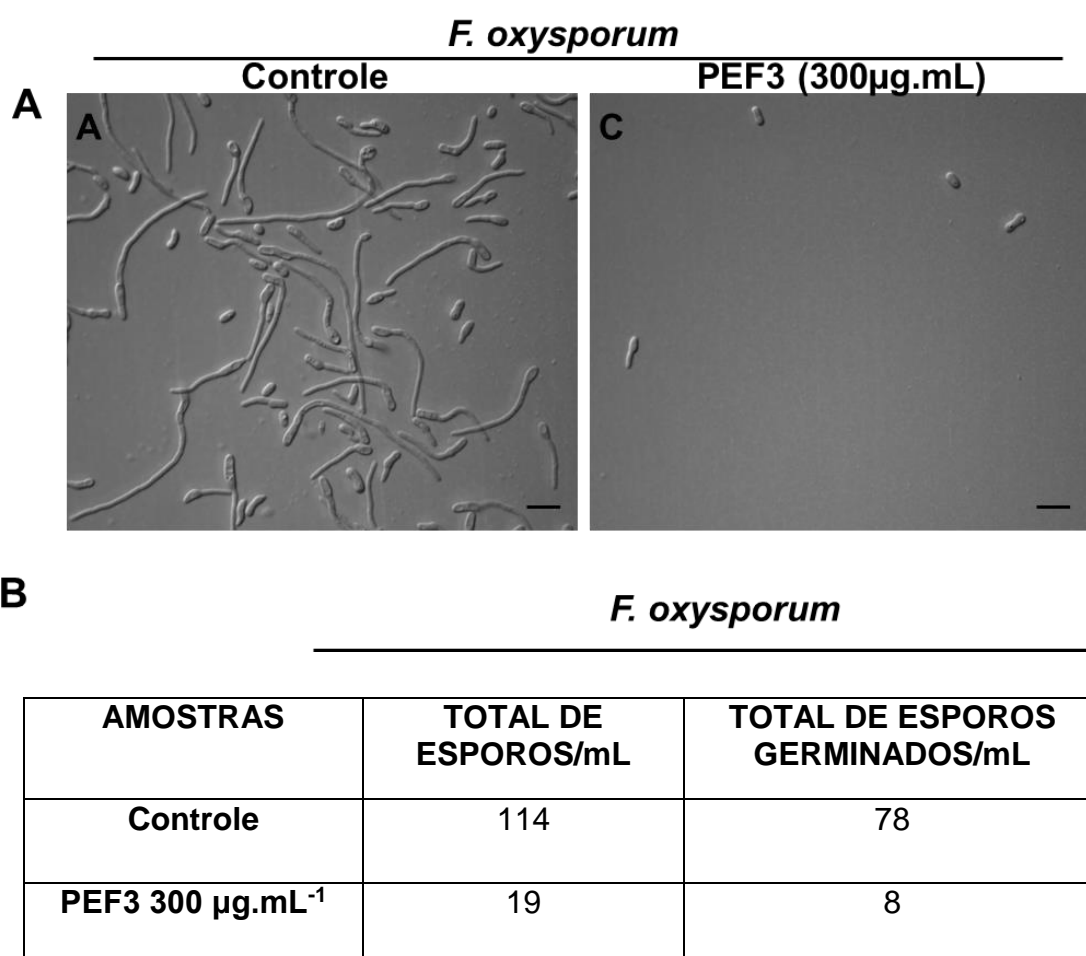 F. oxysporum
Controle
PEF3 (300µg.mL)
A
A
C
B
F. oxysporum
AMOSTRAS
TOTAL DE
ESPOROS/mL
TOTAL DE ESPOROS
GERMINADOS/mL
Controle
114
78
PEF3 300 µg.mL⁻¹
19
8